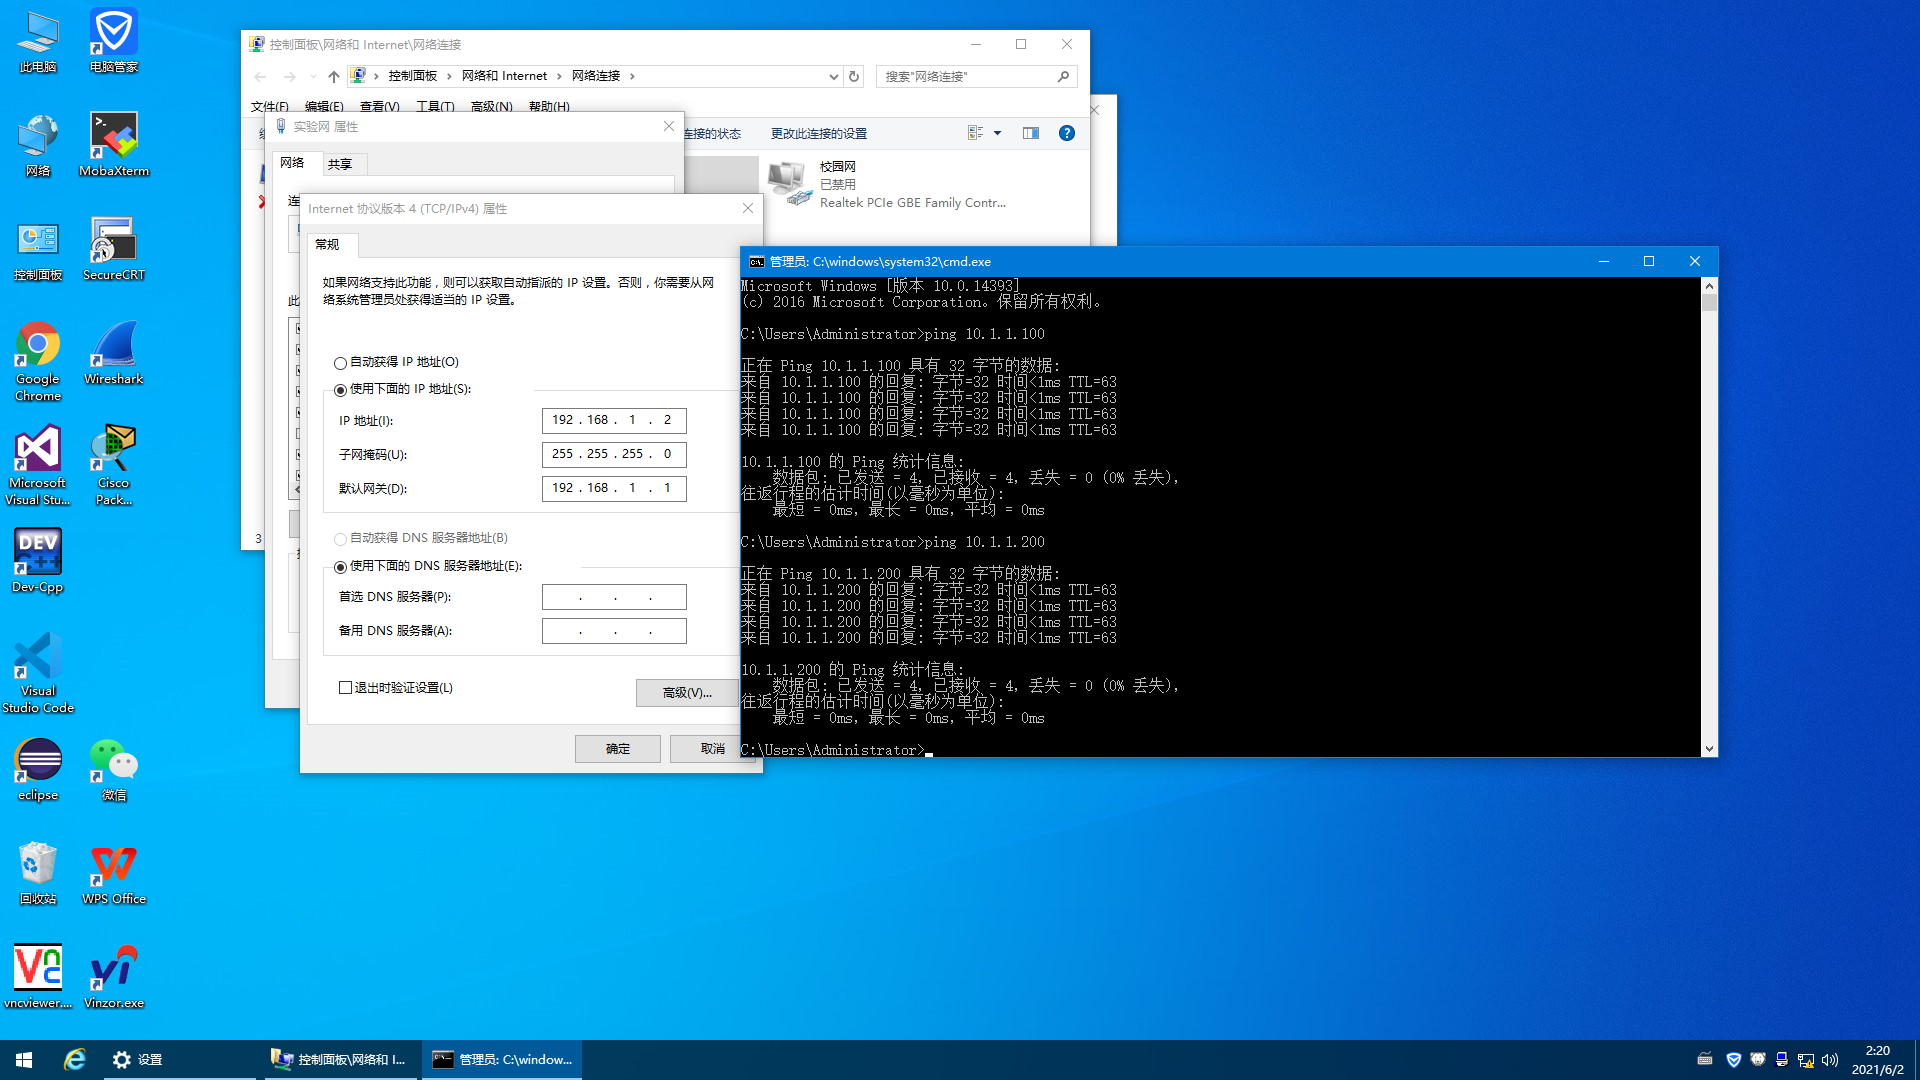 此电脑
电脑管家
网络
MobaXterm
控制面板
SecureCRT
Google Chrome
Wireshark
Microsoft Visual Stu...
Cisco Pack...
Dev-Cpp
Visual Studio Code
eclipse
微信
回收站
WPS Office
vncviewer....
Vinzor.exe
控制面板\网络和 Internet\网络连接
控制面板 > 网络和 Internet > 网络连接 >
搜索"网络连接"
文件(F) 编辑(E) 查看(V) 工具(T) 高级(N) 帮助(H)
连接的状态 更改此连接的设置
校园网
已禁用
Realtek PCIe GBE Family Contr...
3
实验网 属性
网络 共享
连
此
Internet 协议版本 4 (TCP/IPv4) 属性
常规
如果网络支持此功能，则可以获取自动指派的 IP 设置。否则，你需要从网
络系统管理员处获得适当的 IP 设置。
自动获得 IP 地址(O)
使用下面的 IP 地址(S):
IP 地址(I): 192 . 168 . 1 . 2
子网掩码(U): 255 . 255 . 255 . 0
默认网关(D): 192 . 168 . 1 . 1
自动获得 DNS 服务器地址(B)
使用下面的 DNS 服务器地址(E):
首选 DNS 服务器(P): . . .
备用 DNS 服务器(A): . . .
退出时验证设置(L)
高级(V)...
确定 取消
管理员: C:\windows\system32\cmd.exe
Microsoft Windows [版本 10.0.14393]
(c) 2016 Microsoft Corporation。保留所有权利。
C:\Users\Administrator>ping 10.1.1.100
正在 Ping 10.1.1.100 具有 32 字节的数据:
来自 10.1.1.100 的回复: 字节=32 时间<1ms TTL=63
来自 10.1.1.100 的回复: 字节=32 时间<1ms TTL=63
来自 10.1.1.100 的回复: 字节=32 时间<1ms TTL=63
来自 10.1.1.100 的回复: 字节=32 时间<1ms TTL=63
10.1.1.100 的 Ping 统计信息:
数据包: 已发送 = 4，已接收 = 4，丢失 = 0 (0% 丢失)，
往返行程的估计时间(以毫秒为单位):
最短 = 0ms，最长 = 0ms，平均 = 0ms
C:\Users\Administrator>ping 10.1.1.200
正在 Ping 10.1.1.200 具有 32 字节的数据:
来自 10.1.1.200 的回复: 字节=32 时间<1ms TTL=63
来自 10.1.1.200 的回复: 字节=32 时间<1ms TTL=63
来自 10.1.1.200 的回复: 字节=32 时间<1ms TTL=63
来自 10.1.1.200 的回复: 字节=32 时间<1ms TTL=63
10.1.1.200 的 Ping 统计信息:
数据包: 已发送 = 4，已接收 = 4，丢失 = 0 (0% 丢失)，
往返行程的估计时间(以毫秒为单位):
最短 = 0ms，最长 = 0ms，平均 = 0ms
C:\Users\Administrator>
设置
控制面板\网络和 I...
管理员: C:\window...
2:20
2021/6/2